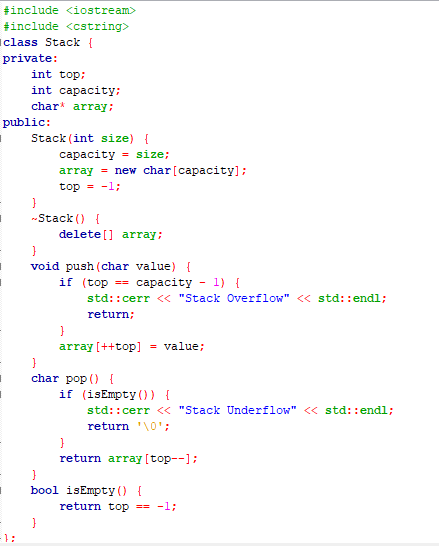 #include <iostream>
#include <cstring>
class Stack {
private:
    int top;
    int capacity;
    char* array;
public:
    Stack(int size) {
        capacity = size;
        array = new char[capacity];
        top = -1;
    }
    ~Stack() {
        delete[] array;
    }
    void push(char value) {
        if (top == capacity - 1) {
            std::cerr << "Stack Overflow" << std::endl;
            return;
        }
        array[++top] = value;
    }
    char pop() {
        if (isEmpty()) {
            std::cerr << "Stack Underflow" << std::endl;
            return '\0';
        }
        return array[top--];
    }
    bool isEmpty() {
        return top == -1;
    }
};